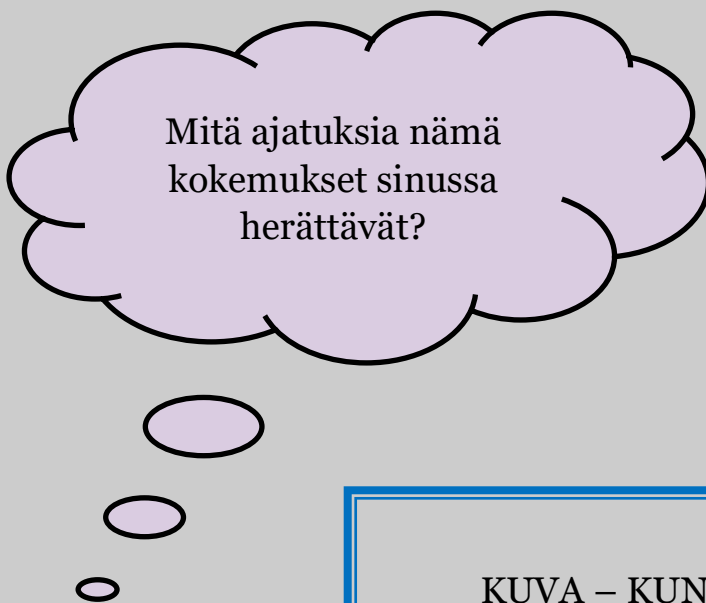 Mitä ajatuksia nämä
kokemukset sinussa
herättävät?
KUVA – KUN